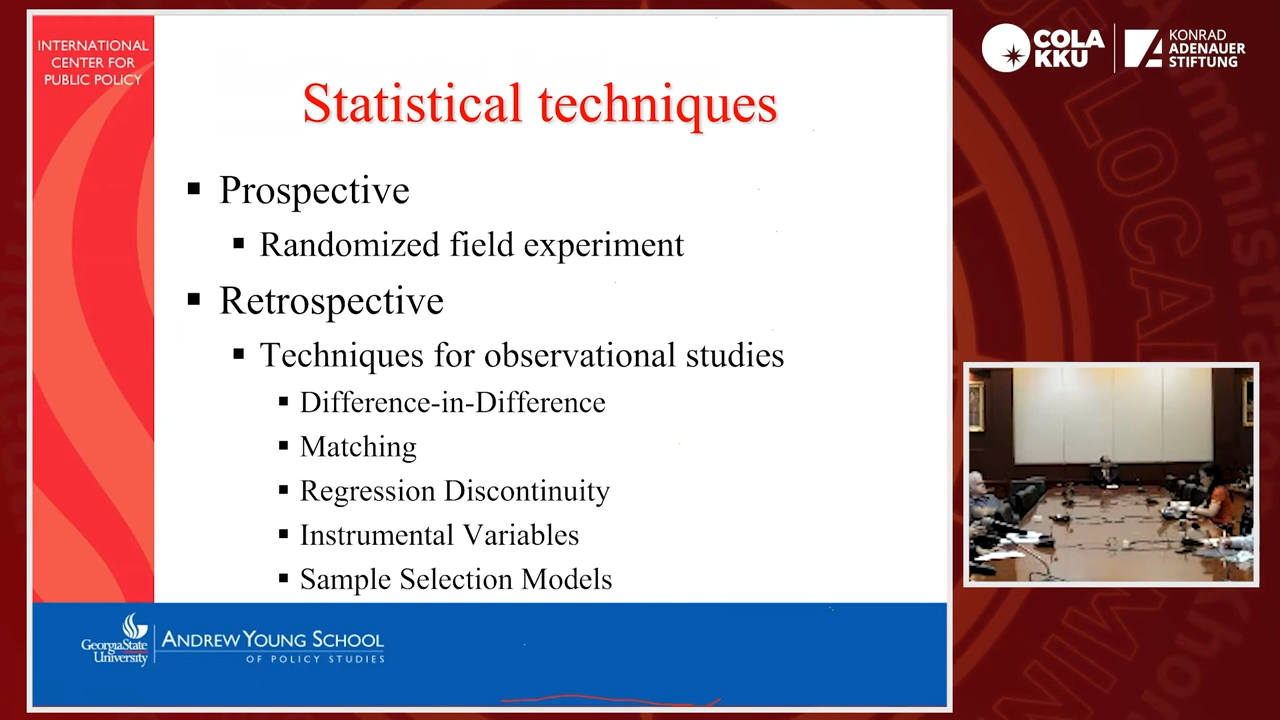 INTERNATIONAL
CENTER FOR
PUBLIC POLICY
Statistical techniques
Prospective
Randomized field experiment
Retrospective
Techniques for observational studies
Difference-in-Difference
Matching
Regression Discontinuity
Instrumental Variables
Sample Selection Models
GeorgiaState
University
ANDREW YOUNG SCHOOL
OF POLICY STUDIES
COLA
KKU
KONRAD
ADENAUER
STIFTUNG
LOCAL